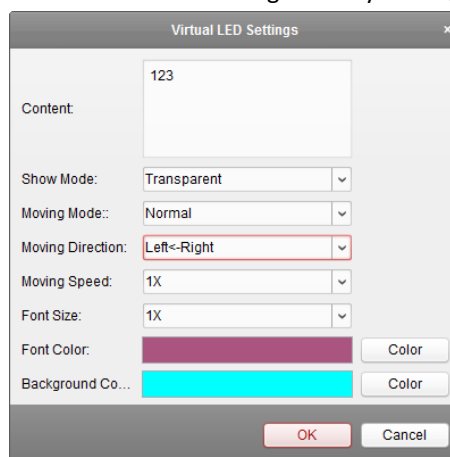 Virtual LED Settings ×
Content: 123
Show Mode: Transparent
Moving Mode:: Normal
Moving Direction: Left<-Right
Moving Speed: 1X
Font Size: 1X
Font Color: Color
Background Co... Color
OK Cancel